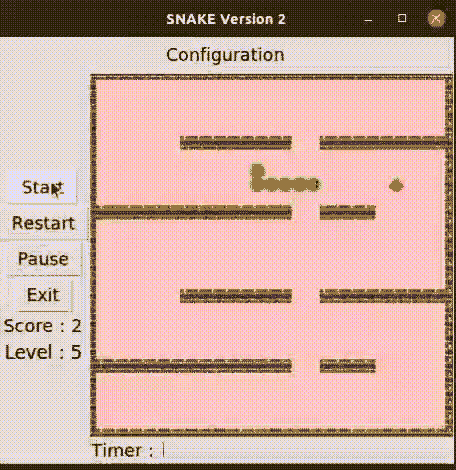 SNAKE Version 2
Configuration
Start
Restart
Pause
Exit
Score : 2
Level : 5
Timer :